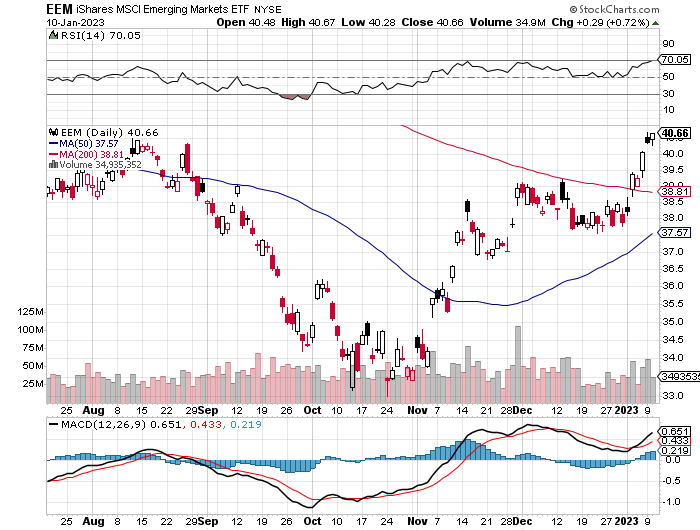 EEM iShares MSCI Emerging Markets ETF NYSE © StockCharts.com
10-Jan-2023 Open 40.48 High 40.67 Low 40.28 Close 40.66 Volume 34.9M Chg +0.29 (+0.72%)
RSI(14) 70.05
90
70.05
50
30
10
EEM (Daily) 40.66
MA(50) 37.57
MA(200) 38.81
Volume 34,935,352
40.66
40.0
39.5
39.0
38.81
38.5
38.0
37.57
37.0
36.5
36.0
35.5
35.0
34.5
34.0
33.0
125M
100M
75M
50M
25M
3493535
25 Aug 8 15 22 29 Sep 12 19 26 Oct 10 17 24 Nov 7 14 21 28 Dec 12 19 27 2023 9
MACD(12,26,9) 0.651, 0.433, 0.219
0.651
0.433
0.219
0.0
-0.5
-1.0
25 Aug 8 15 22 29 Sep 12 19 26 Oct 10 17 24 Nov 7 14 21 28 Dec 12 19 27 2023 9